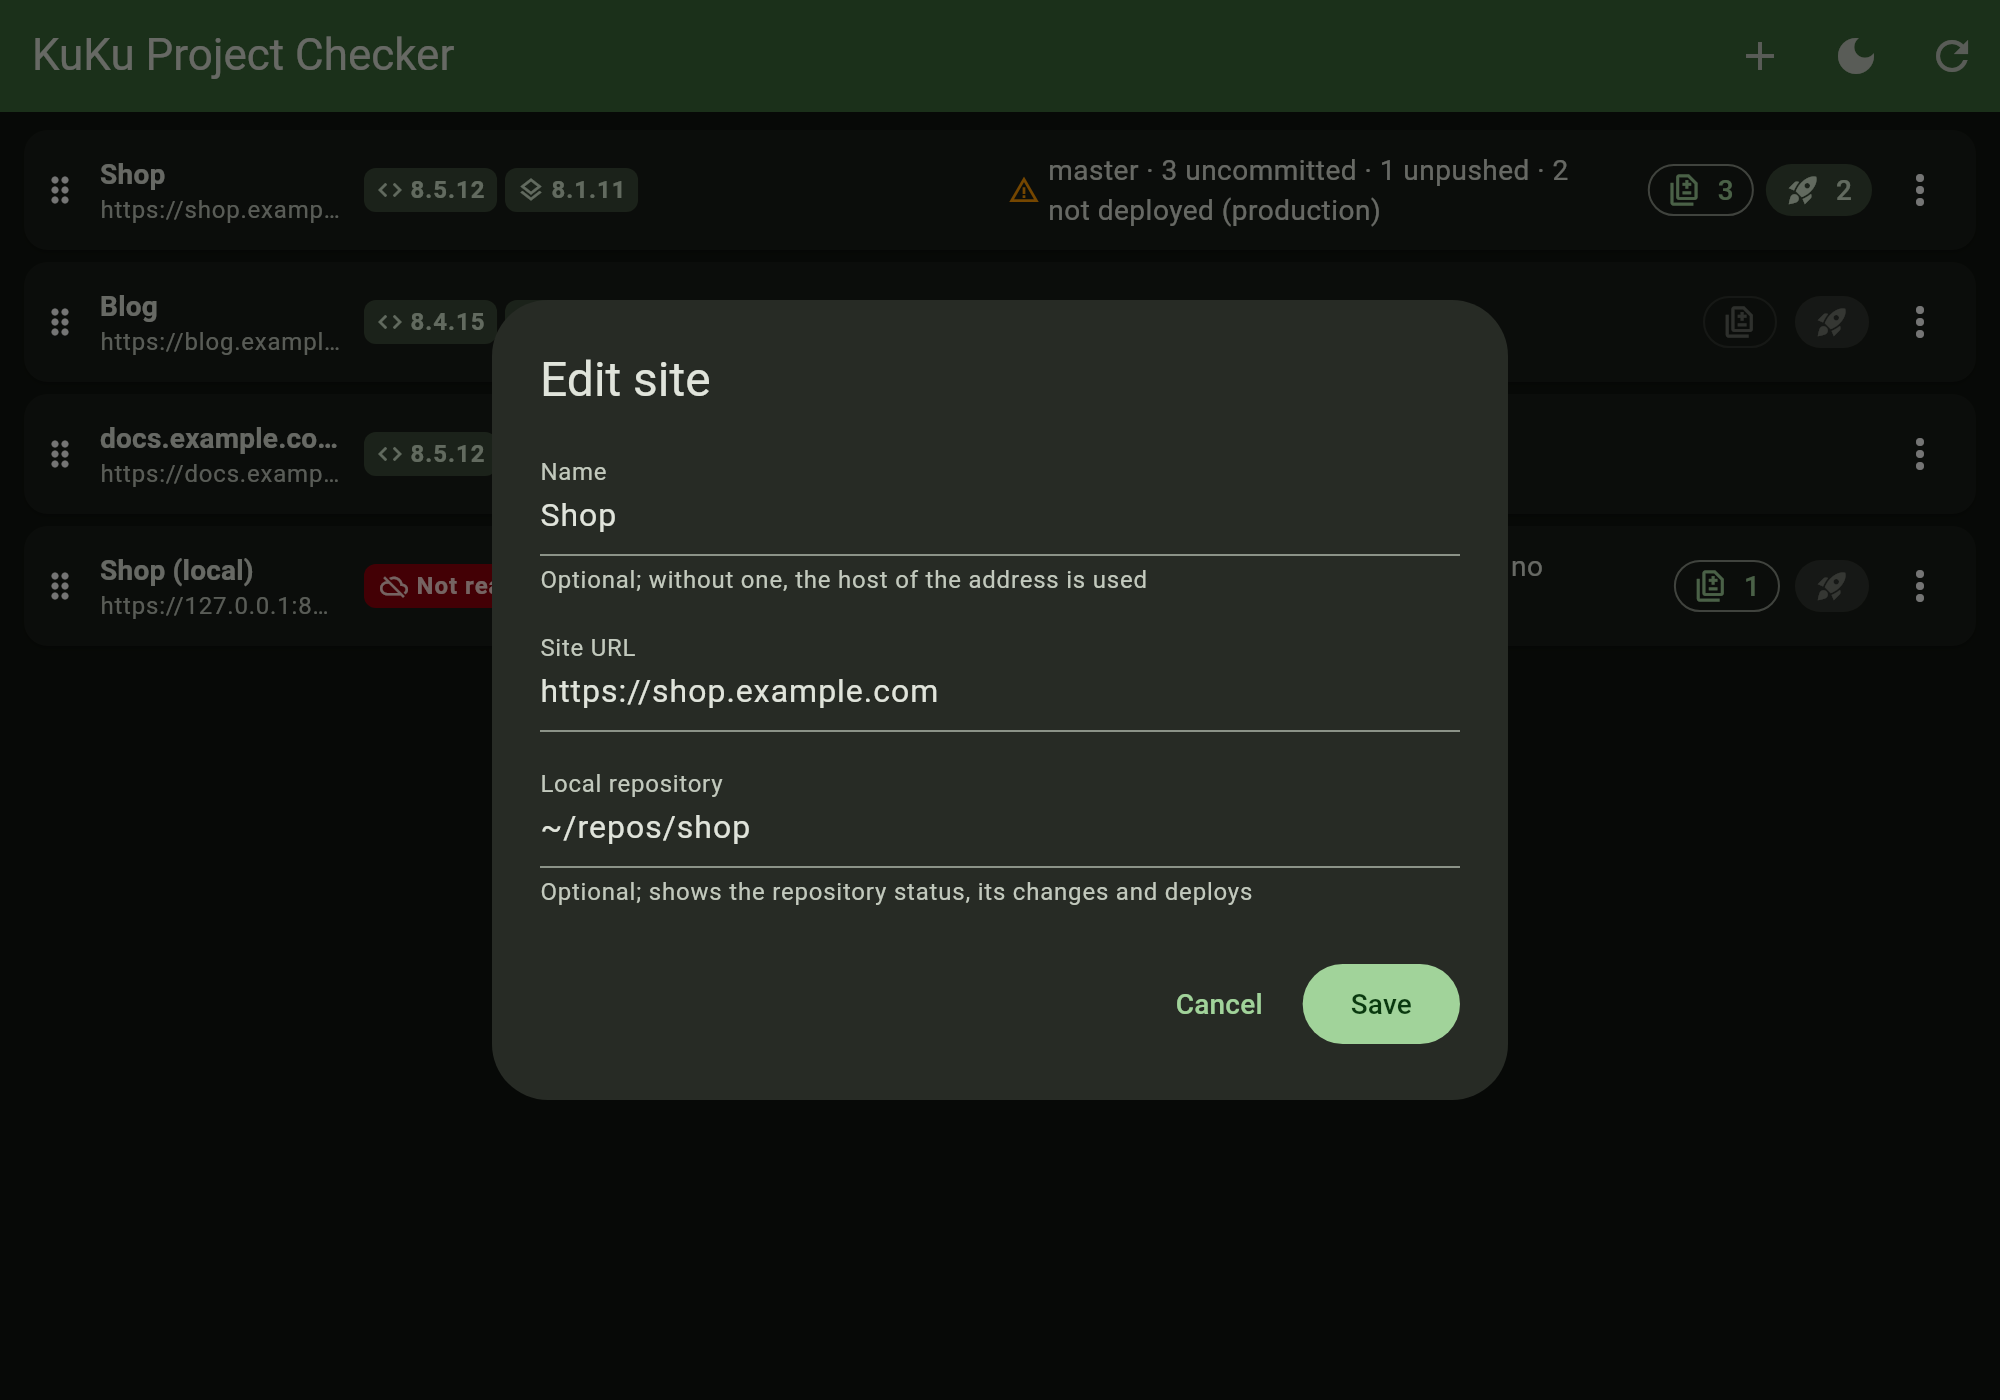 KuKu Project Checker
Shop
https://shop.examp…
8.5.12
8.1.11
master · 3 uncommitted · 1 unpushed · 2
not deployed (production)
3
2
Blog
https://blog.exampl…
8.4.15
docs.example.co…
https://docs.examp…
8.5.12
Shop (local)
https://127.0.0.1:8…
Not rea
no
1
Edit site
Name
Shop
Optional; without one, the host of the address is used
Site URL
https://shop.example.com
Local repository
~/repos/shop
Optional; shows the repository status, its changes and deploys
Cancel
Save